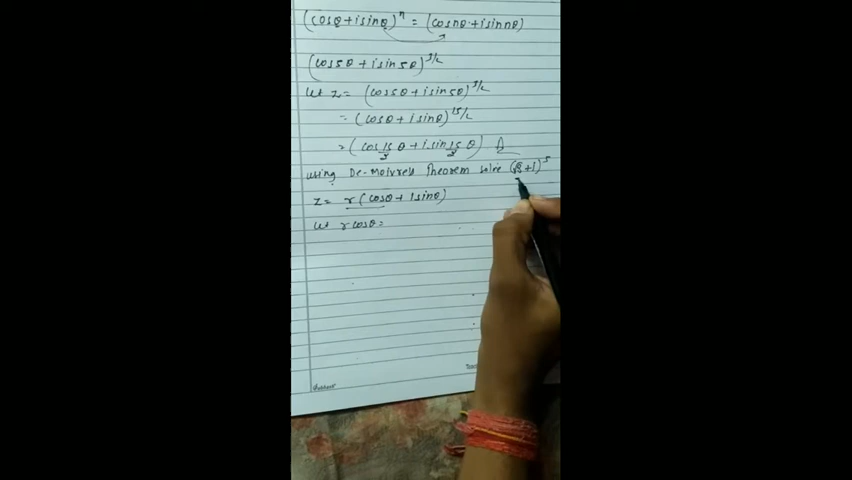 (cosθ+isinθ)ⁿ = (cosnθ+isinnθ)
(cos5θ+isin5θ)^3/2
Let z= (cos5θ+isin5θ)^3/2
= (cosθ+isinθ)^15/2
= (cos 15/2 θ + isin 15/2 θ)
using De-Moivre's Theorem solve (√3+i)^5
z= r(cosθ+isinθ)
Let rcosθ=